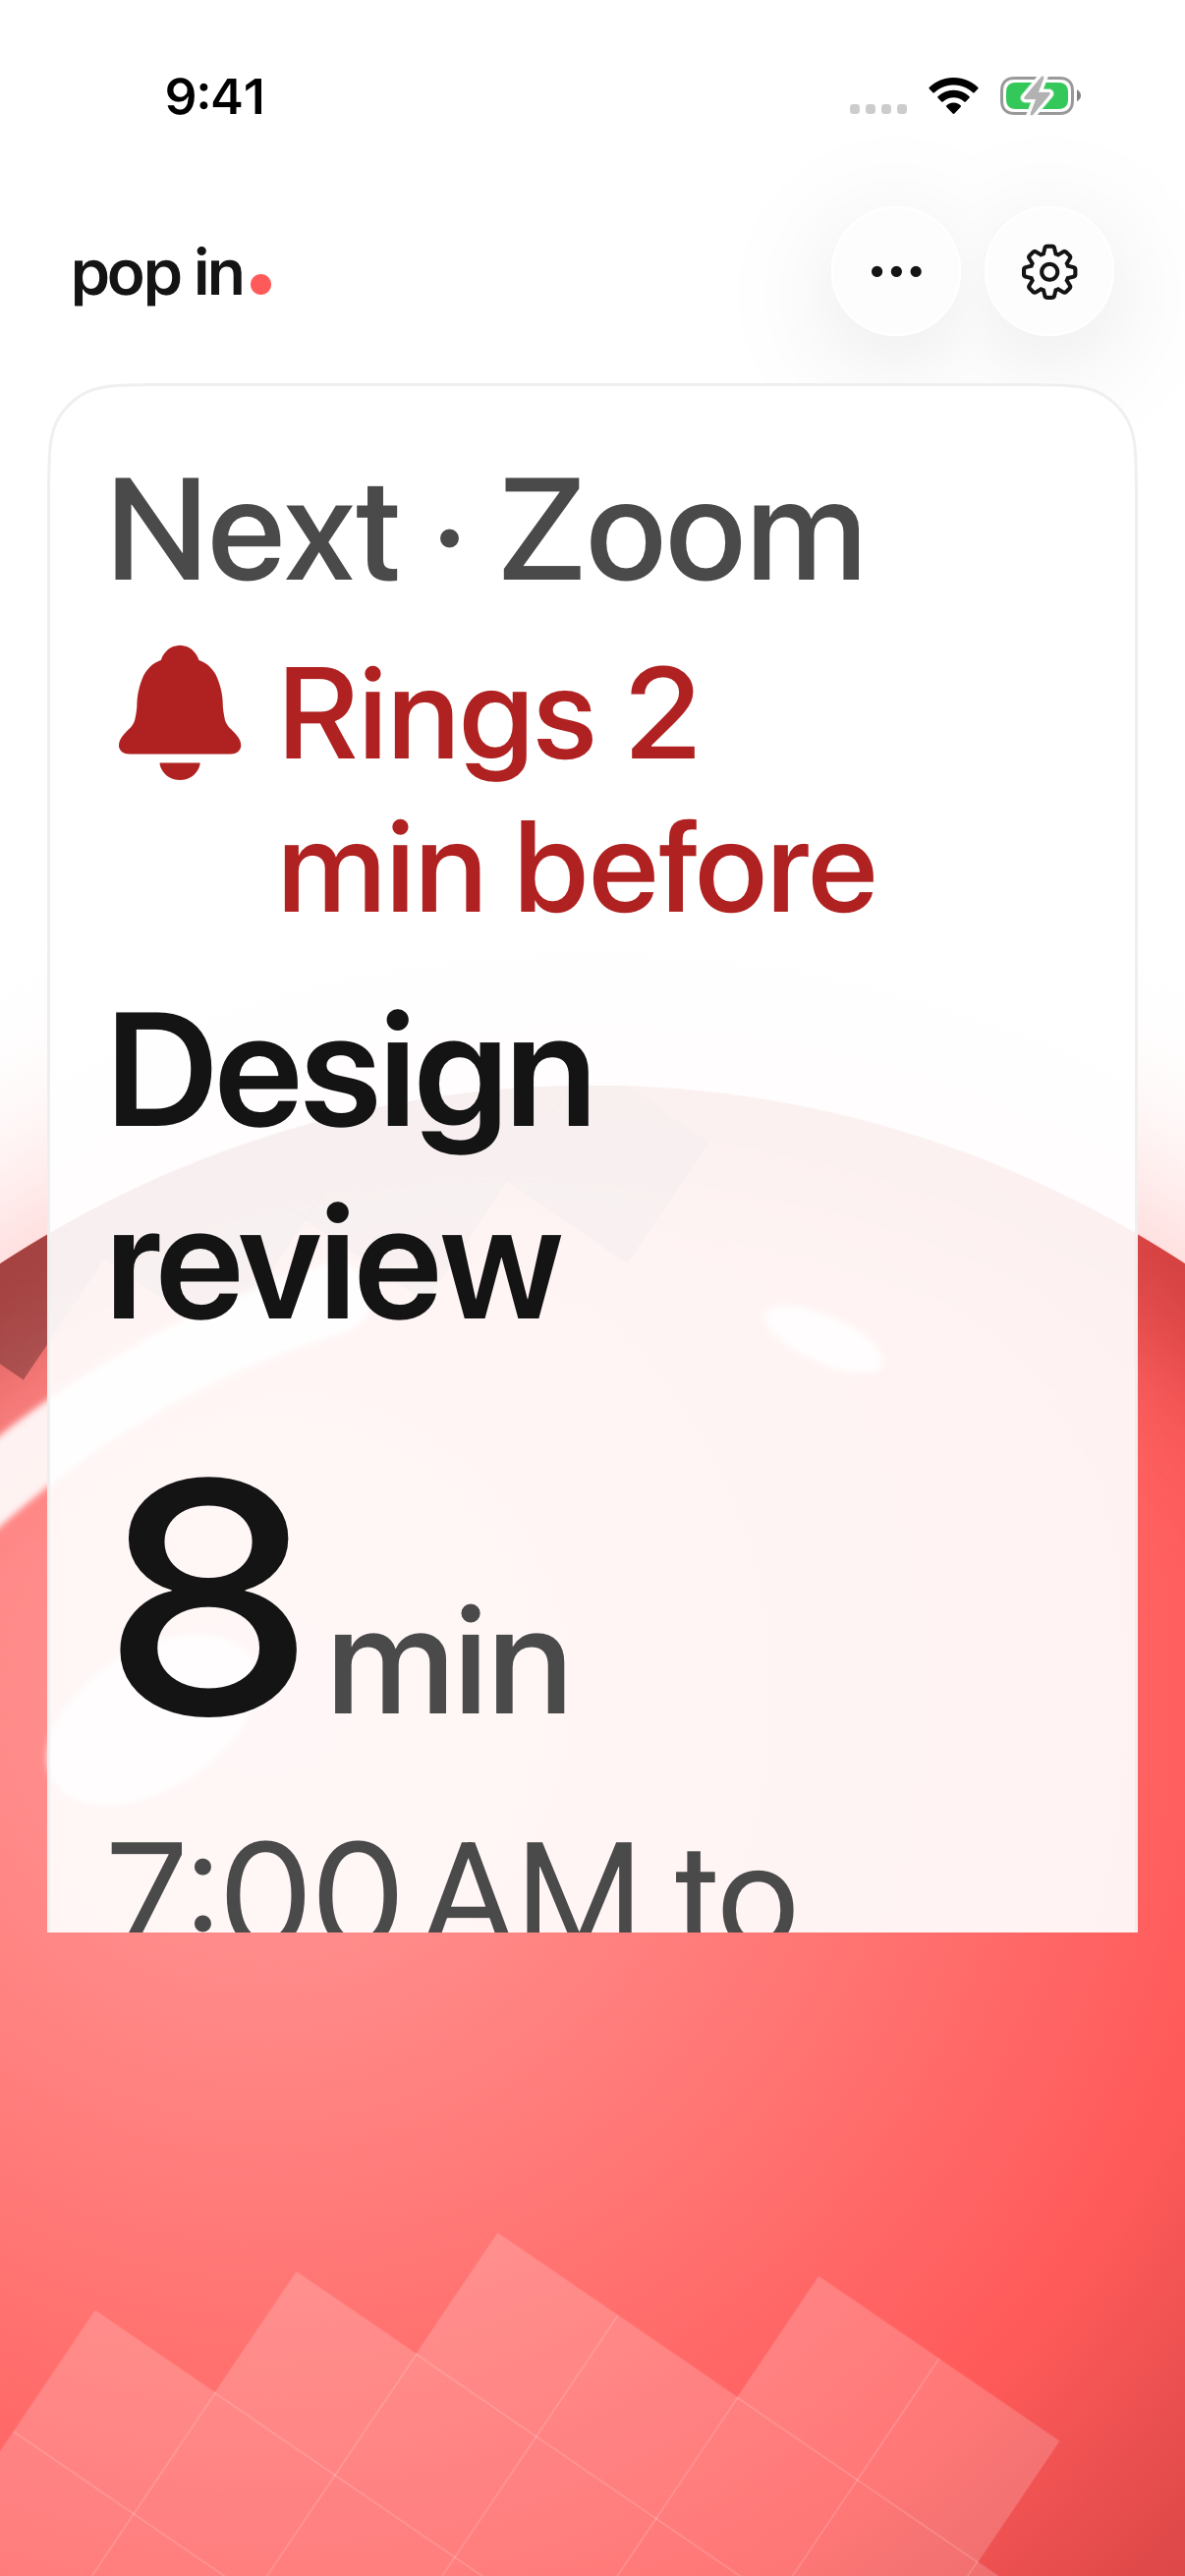 9:41
pop in.
Next · Zoom
Rings 2
min before
Design
review
8 min
7:00 AM to